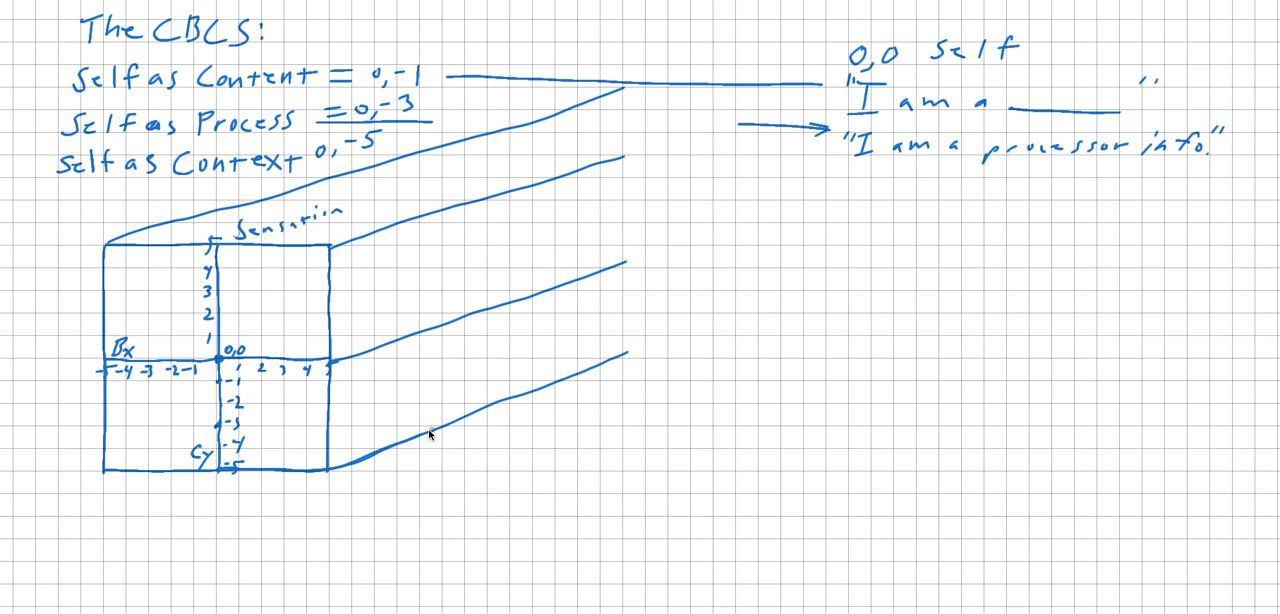 The CBCS:
Self as Content = 0,-1
Self as Process = 0,-3
Self as Context 0,-5
0,0 self
"I am a ______"
"I am a processor info."
Sensation
5
4
3
2
1
Bx
0,0
-5 -4 -3 -2 -1 1 2 3 4 5
-1
-2
-3
-4
Cy
-5